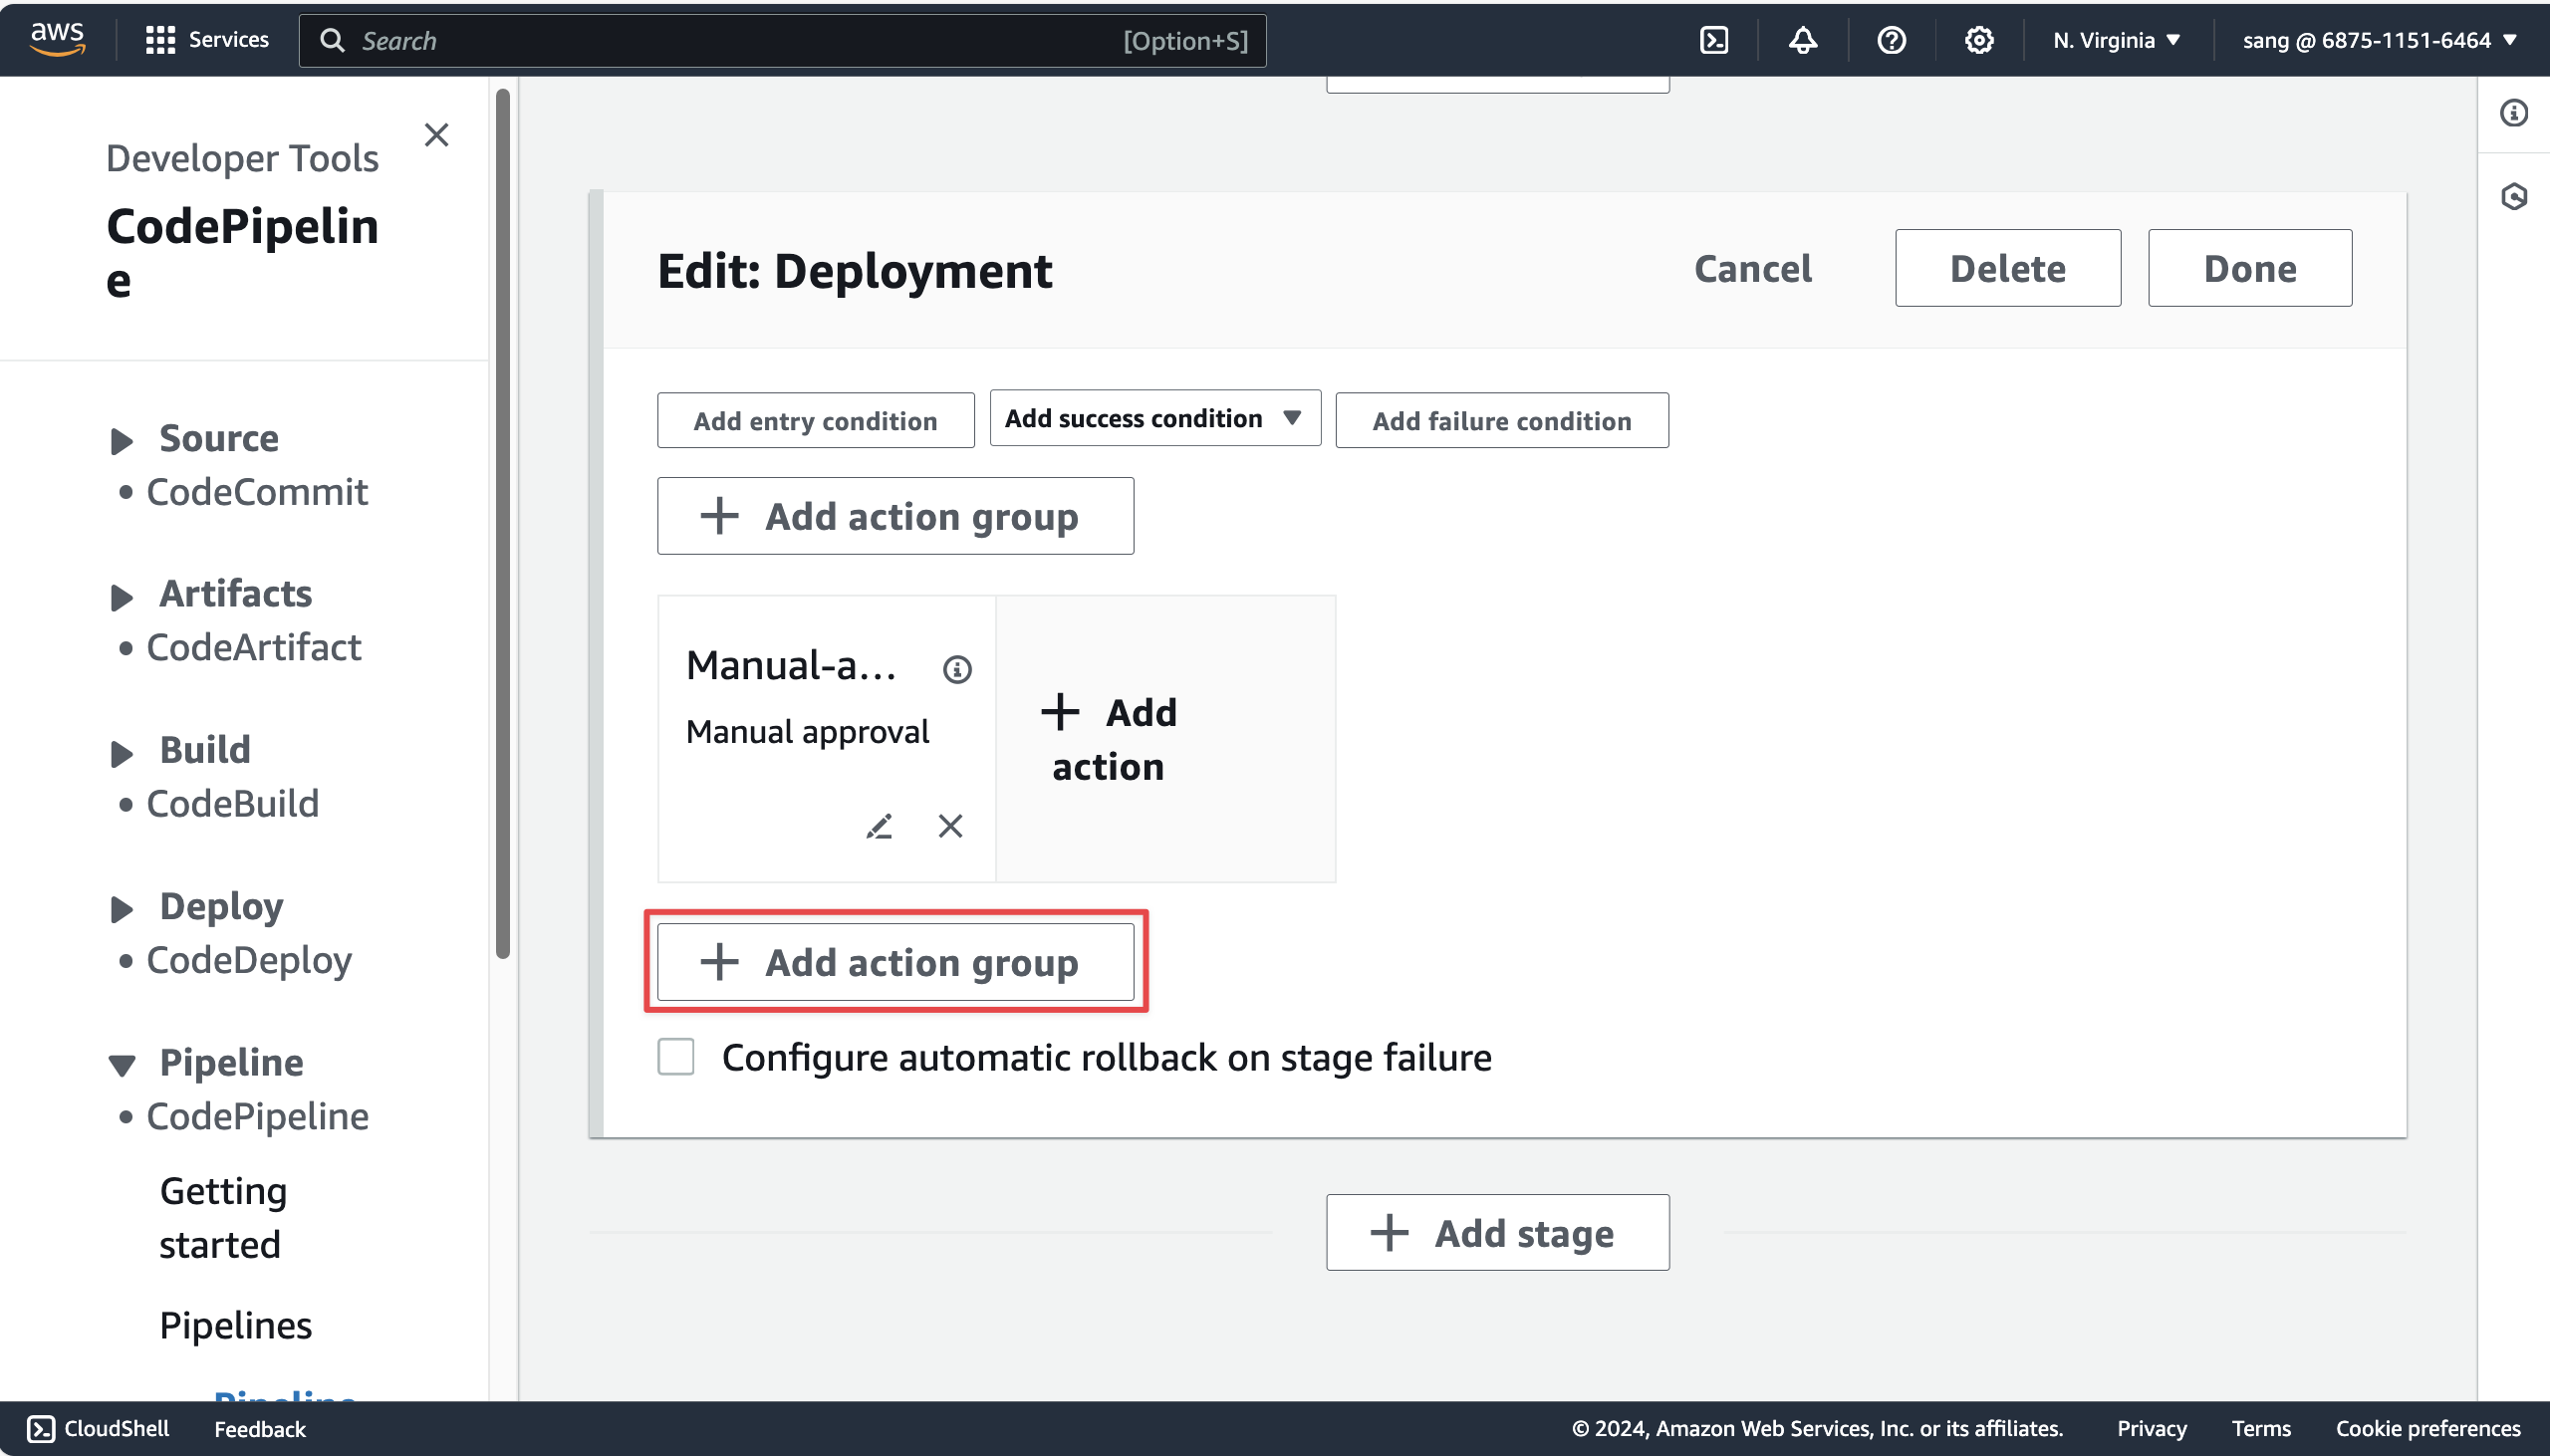 aws
Services
Search
[Option+S]
N. Virginia
sang @ 6875-1151-6464
Developer Tools
CodePipelin
e
Source
• CodeCommit
Artifacts
• CodeArtifact
Build
• CodeBuild
Deploy
• CodeDeploy
Pipeline
• CodePipeline
Getting
started
Pipelines
Pipeline
Edit: Deployment
Cancel
Delete
Done
Add entry condition
Add success condition
Add failure condition
+ Add action group
Manual-a...
Manual approval
+ Add
action
+ Add action group
Configure automatic rollback on stage failure
+ Add stage
CloudShell
Feedback
© 2024, Amazon Web Services, Inc. or its affiliates.
Privacy
Terms
Cookie preferences